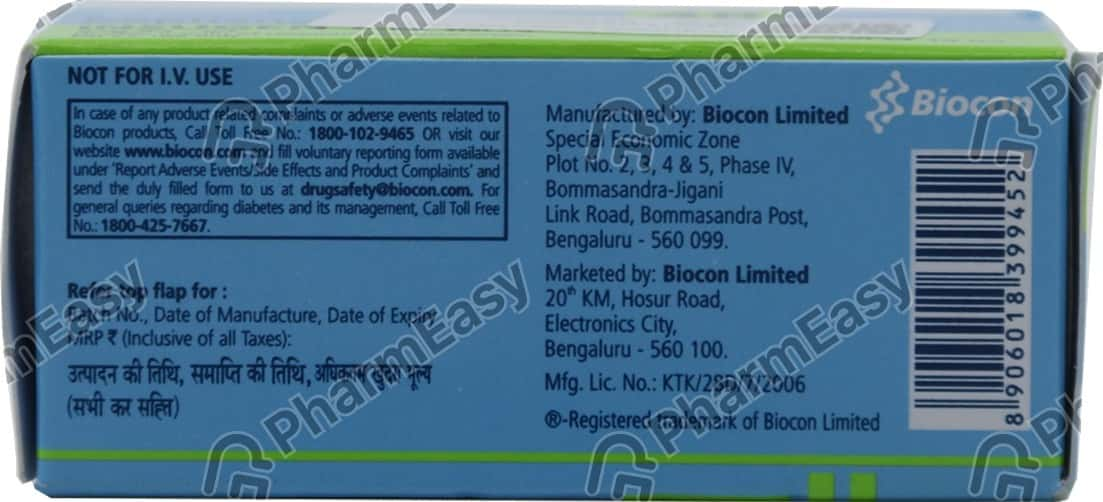 NOT FOR I.V. USE
In case of any product related complaints or adverse events related to
Biocon products, Call Toll Free No.: 1800-102-9465 OR visit our
website www.biocon.com fill voluntary reporting form available
under 'Report Adverse Events/Side Effects and Product Complaints' and
send the duly filled form to us at drugsafety@biocon.com. For
general queries regarding diabetes and its management, Call Toll Free
No.: 1800-425-7667.
Refer top flap for :
Batch No., Date of Manufacture, Date of Expiry
MRP ₹ (Inclusive of all Taxes):
उत्पादन की तिथि, समाप्ति की तिथि, अधिकतम खुदरा मूल्य
(सभी कर सहित)
Manufactured by: Biocon Limited
Special Economic Zone
Plot No. 2, 3, 4 & 5, Phase IV,
Bommasandra-Jigani
Link Road, Bommasandra Post,
Bengaluru - 560 099.
Marketed by: Biocon Limited
20th KM, Hosur Road,
Electronics City,
Bengaluru - 560 100.
Mfg. Lic. No.: KTK/28D/7/2006
®-Registered trademark of Biocon Limited
Biocon
8 906018 399452
PharmEasy
PharmEasy
PharmEasy
PharmEasy
PharmEasy